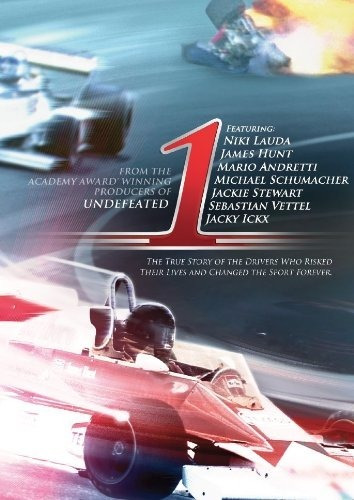 FEATURING:
NIKI LAUDA
JAMES HUNT
MARIO ANDRETTI
MICHAEL SCHUMACHER
JACKIE STEWART
SEBASTIAN VETTEL
JACKY ICKX
1
FROM THE
ACADEMY AWARD® WINNING
PRODUCERS OF
UNDEFEATED
THE TRUE STORY OF THE DRIVERS WHO RISKED
THEIR LIVES AND CHANGED THE SPORT FOREVER.